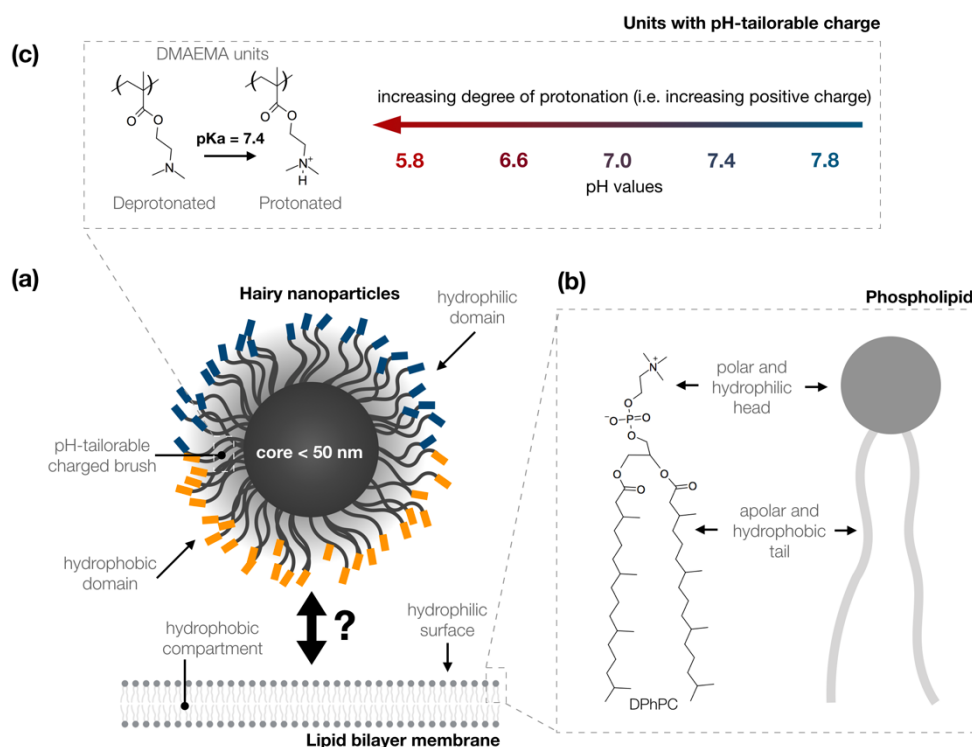 Units with pH-tailorable charge
(c)
DMAEMA units
O
O
N
pKa = 7.4
O
O
N+
H
Deprotonated
Protonated
increasing degree of protonation (i.e. increasing positive charge)
5.8 6.6 7.0 7.4 7.8
pH values
(a)
Hairy nanoparticles
hydrophilic
domain
pH-tailorable
charged brush
core < 50 nm
hydrophobic
domain
?
hydrophobic
compartment
hydrophilic
surface
Lipid bilayer membrane
(b)
Phospholipid
N+
O
-O-P=O
O
O
O
O
O
polar and
hydrophilic
head
apolar and
hydrophobic
tail
DPhPC